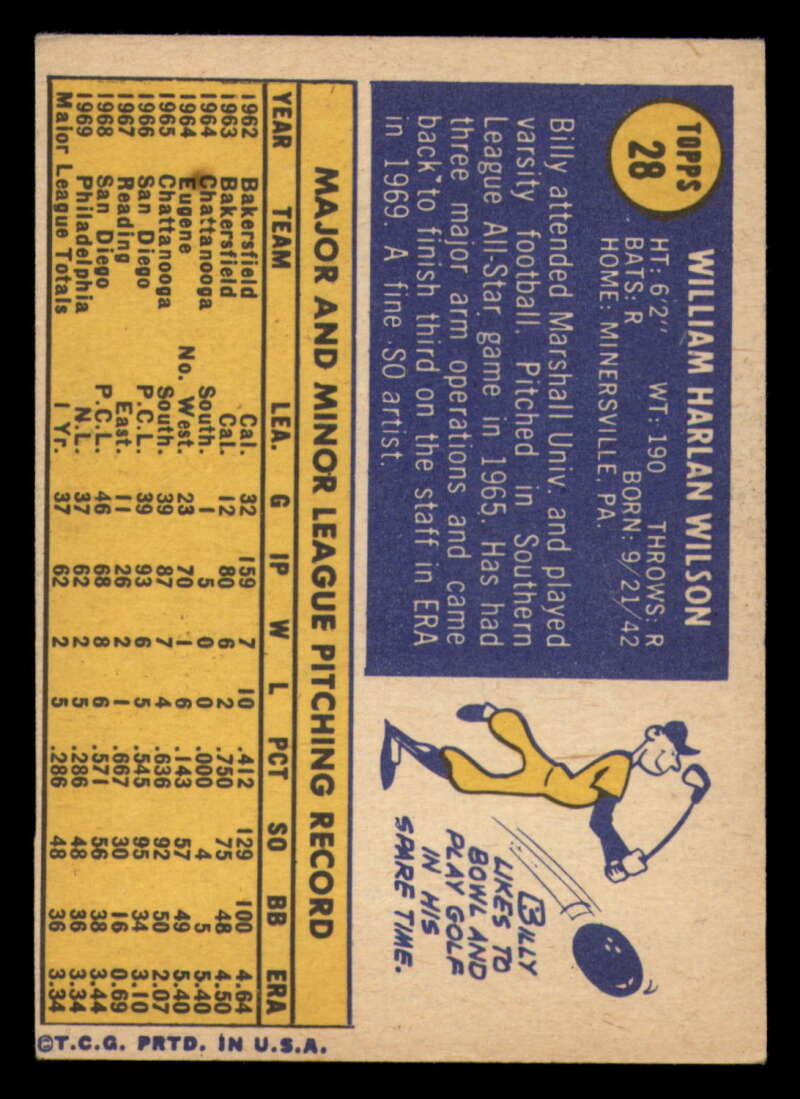 TOPPS
28
WILLIAM HARLAN WILSON
HT: 6'2" WT: 190 THROWS: R
BATS: R BORN: 9/21/42
HOME: MINERSVILLE, PA.
Billy attended Marshall Univ. and played
varsity football. Pitched in Southern
League All-Star game in 1965. Has had
three major arm operations and came
back to finish third on the staff in ERA
in 1969. A fine SO artist.
BILLY
LIKES TO
BOWL AND
PLAY GOLF
IN HIS
SPARE TIME.
MAJOR AND MINOR LEAGUE PITCHING RECORD
YEAR TEAM LEA. G IP W L PCT SO BB ERA
1962 Bakersfield Cal. 32 159 7 10 .412 129 100 4.64
1963 Bakersfield Cal. 12 80 6 2 .750 75 48 4.50
1964 Chattanooga South. 1 5 0 0 .000 4 5 5.40
1964 Eugene No. West. 23 70 1 6 .143 57 49 5.40
1965 Chattanooga South. 39 87 7 4 .636 92 50 2.07
1966 San Diego P.C.L. 39 93 6 5 .545 95 34 3.10
1967 Reading East. 11 26 2 1 .667 30 16 0.69
1968 San Diego P.C.L. 46 68 8 6 .571 56 38 3.44
1969 Philadelphia N.L. 37 62 2 5 .286 48 36 3.34
Major League Totals 1 Yr. 37 62 2 5 .286 48 36 3.34
©T.C.G. PRTD. IN U.S.A.